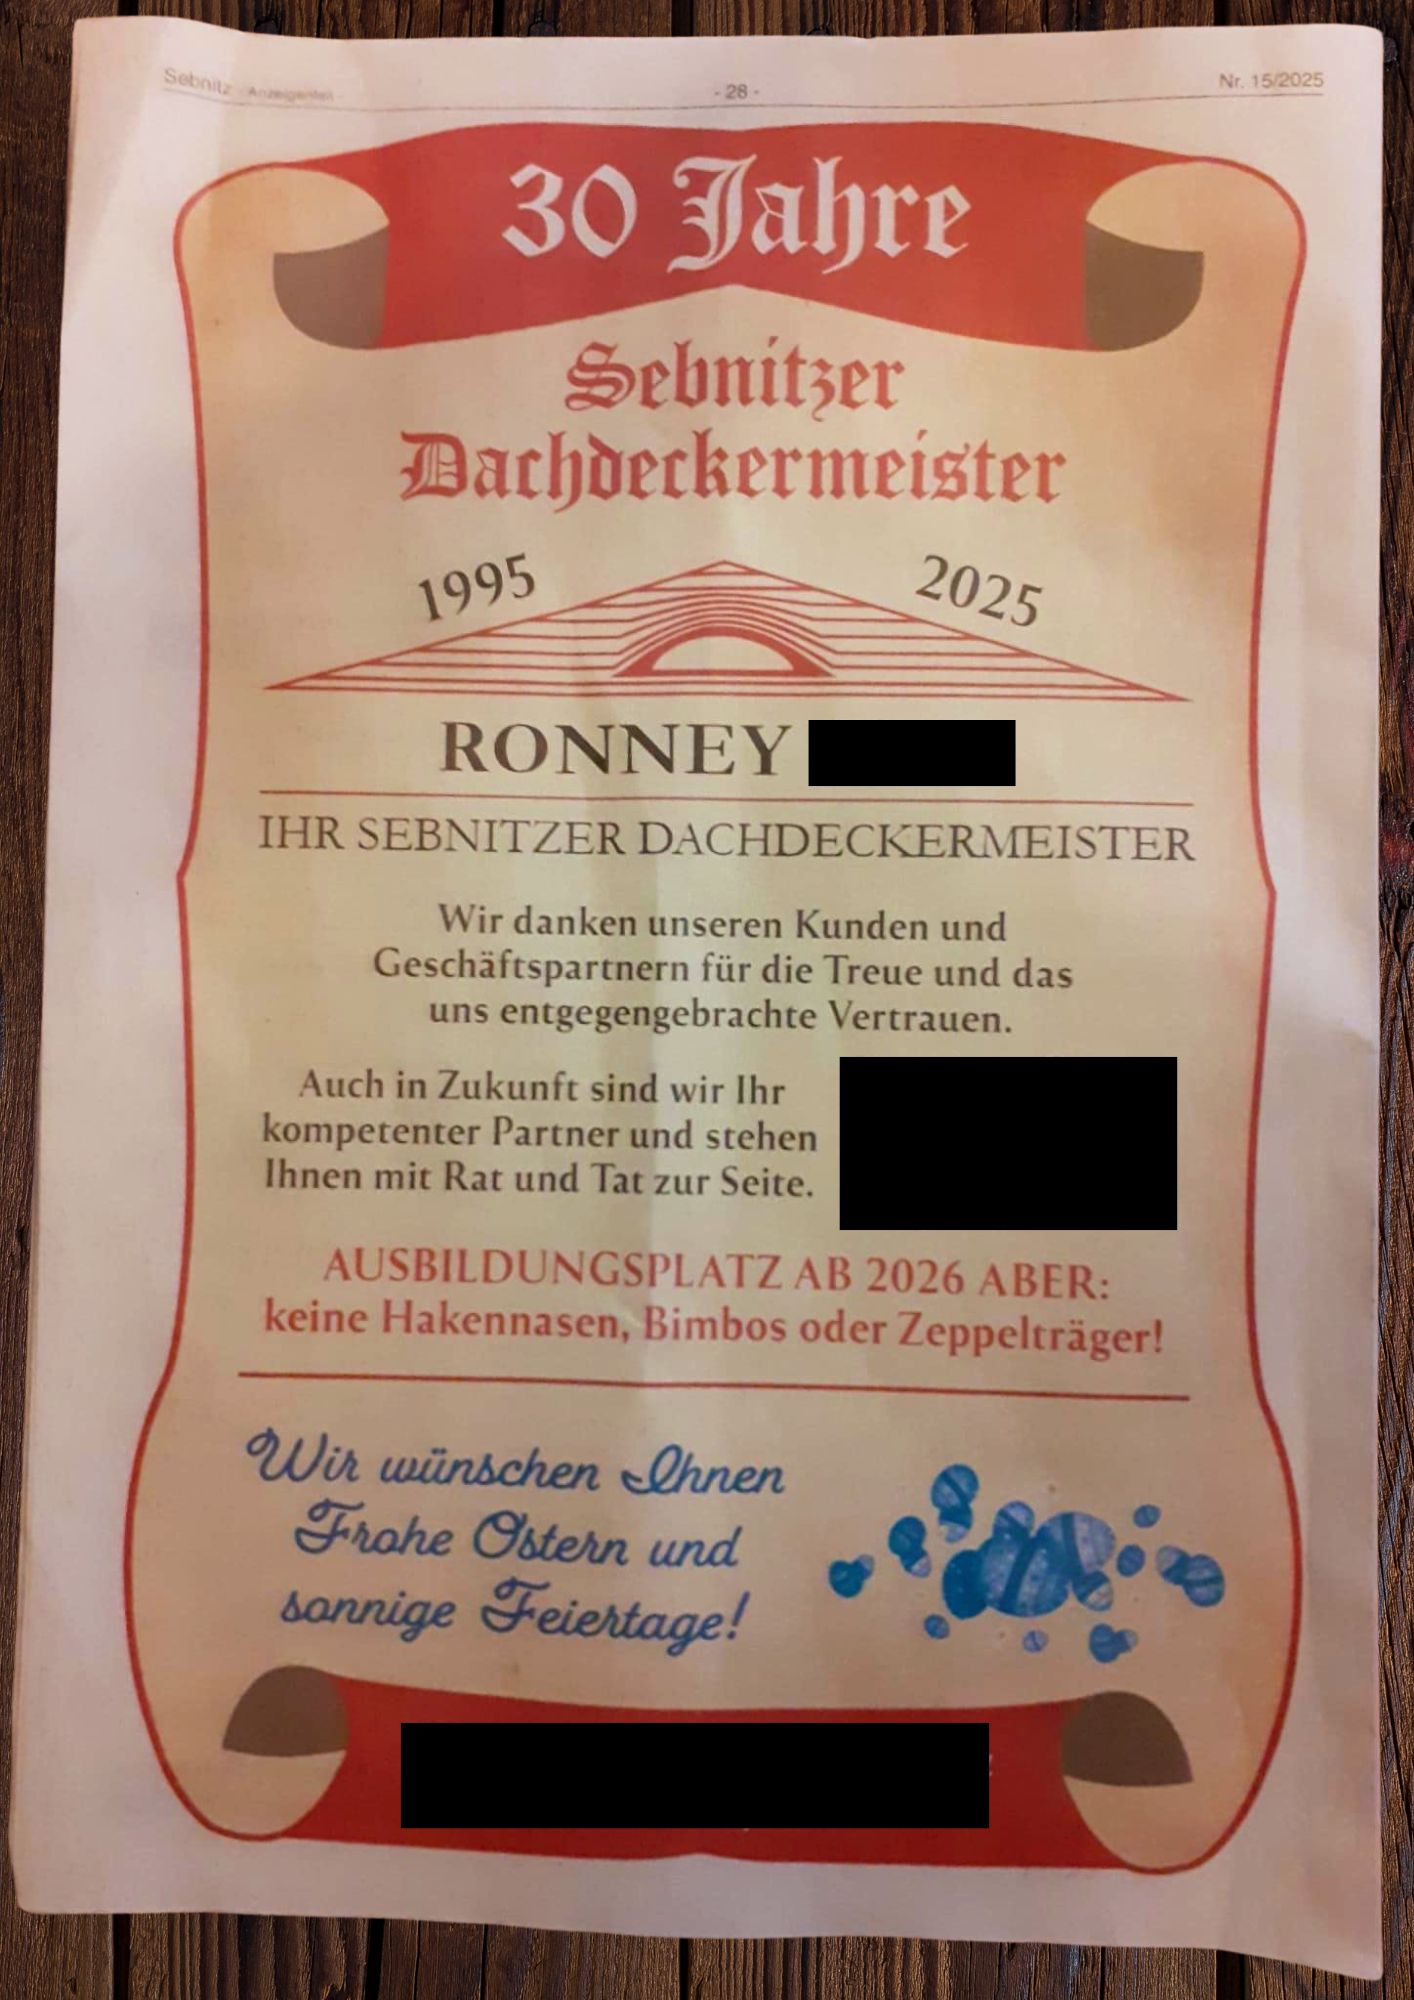 Sebnitz - Anzeigenteil -
- 28 -
Nr. 15/2025
30 Jahre
Sebnitzer
Dachdeckermeister
1995
2025
RONNEY
IHR SEBNITZER DACHDECKERMEISTER
Wir danken unseren Kunden und
Geschäftspartnern für die Treue und das
uns entgegengebrachte Vertrauen.
Auch in Zukunft sind wir Ihr
kompetenter Partner und stehen
Ihnen mit Rat und Tat zur Seite.
AUSBILDUNGSPLATZ AB 2026 ABER:
keine Hakennasen, Bimbos oder Zeppelträger!
Wir wünschen Ihnen
Frohe Ostern und
sonnige Feiertage!